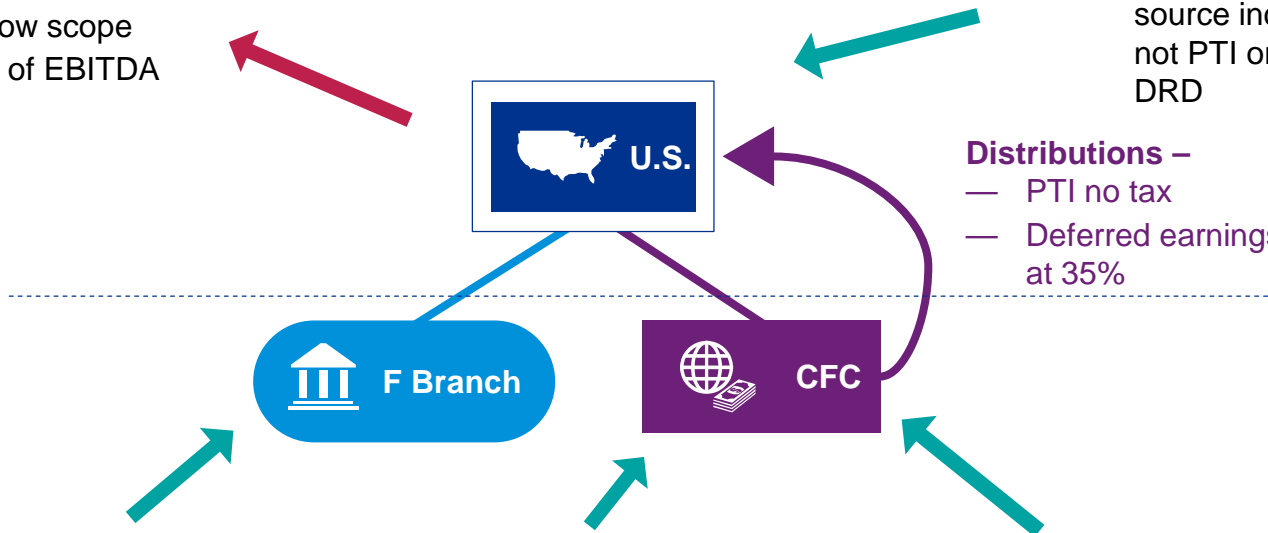 ow scope
of EBITDA
source inc
not PTI or
DRD
U.S.
Distributions –
— PTI no tax
— Deferred earnings
at 35%
F Branch
CFC